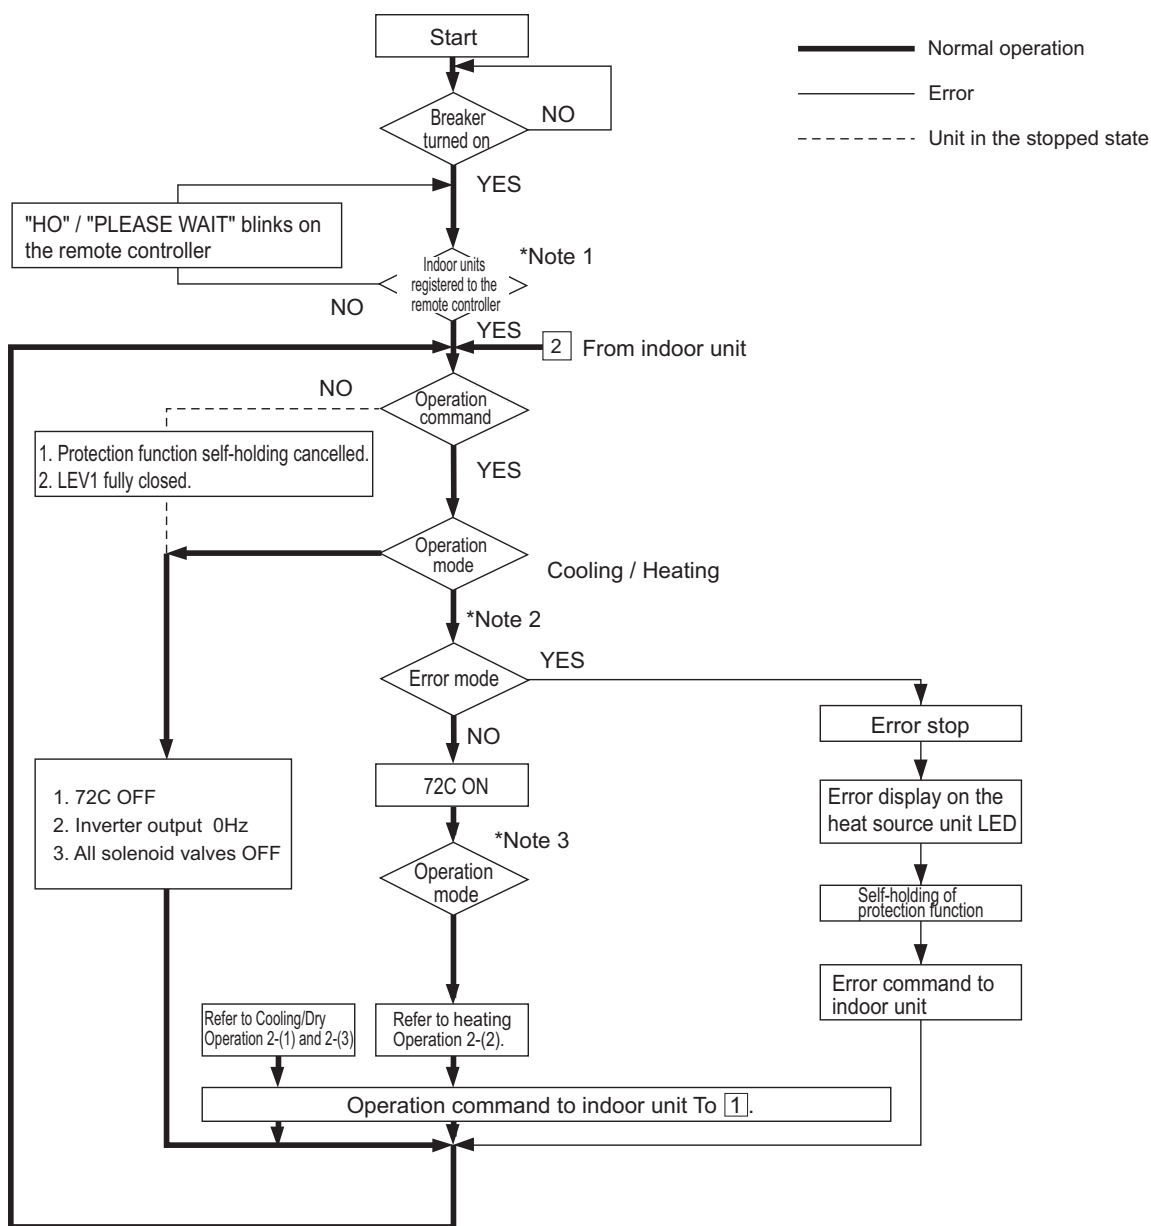 Start
Normal operation
Error
Unit in the stopped state
Breaker
turned on
NO
YES
"HO" / "PLEASE WAIT" blinks on
the remote controller
*Note 1
Indoor units
registered to the
remote controller
NO
YES
2 From indoor unit
NO
Operation
command
1. Protection function self-holding cancelled.
2. LEV1 fully closed.
YES
Operation
mode
Cooling / Heating
*Note 2
Error mode
YES
NO
Error stop
72C ON
1. 72C OFF
2. Inverter output 0Hz
3. All solenoid valves OFF
Error display on the
heat source unit LED
*Note 3
Operation
mode
Self-holding of
protection function
Error command to
indoor unit
Refer to Cooling/Dry
Operation 2-(1) and 2-(3)
Refer to heating
Operation 2-(2).
Operation command to indoor unit To 1.